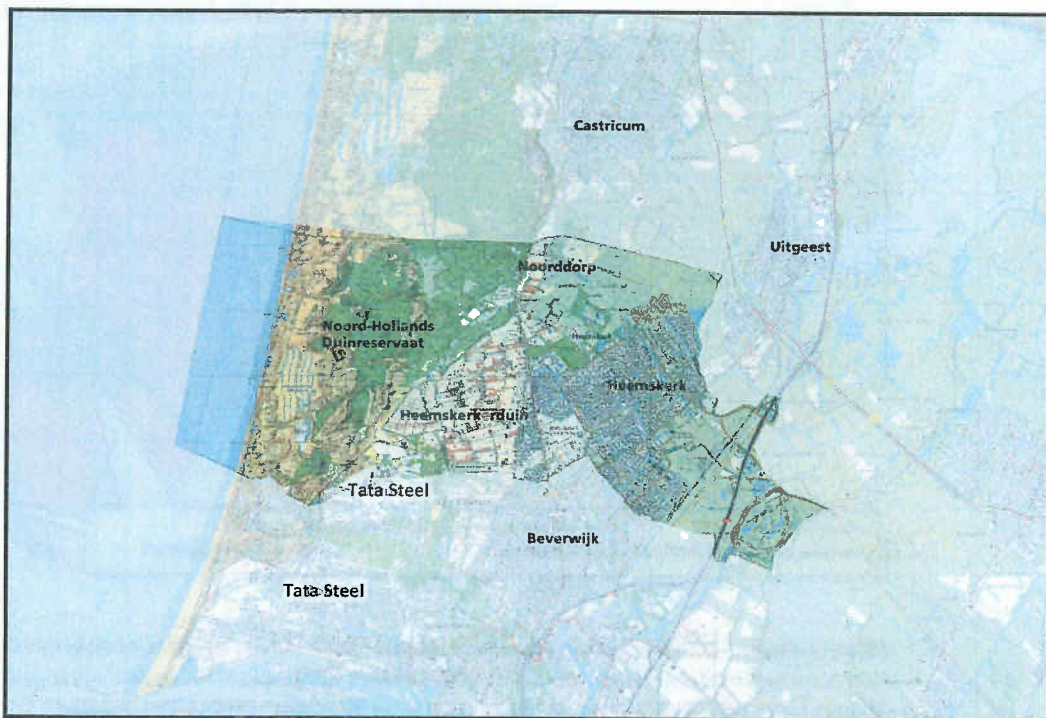 Castricum
Uitgeest
Noorddorp
Noord-Hollands
Duinreservaat
Heemskerk
Heemskerkerduin
Tata Steel
Beverwijk
Tata Steel